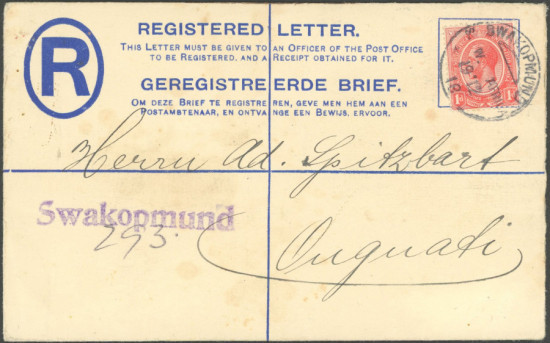 R
REGISTERED LETTER.
THIS LETTER MUST BE GIVEN TO AN OFFICER OF THE POST OFFICE
TO BE REGISTERED, AND A RECEIPT OBTAINED FOR IT.
GEREGISTREERDE BRIEF.
OM DEZE BRIEF TE REGISTREREN, GEVE MEN HEM AAN EEN
POSTAMBTENAAR, EN ONTVANGE EEN BEWIJS, ERVOOR.
SWAKOPMUND
Herrn Ad. Spitzbart
Swakopmund
293.
Onguati